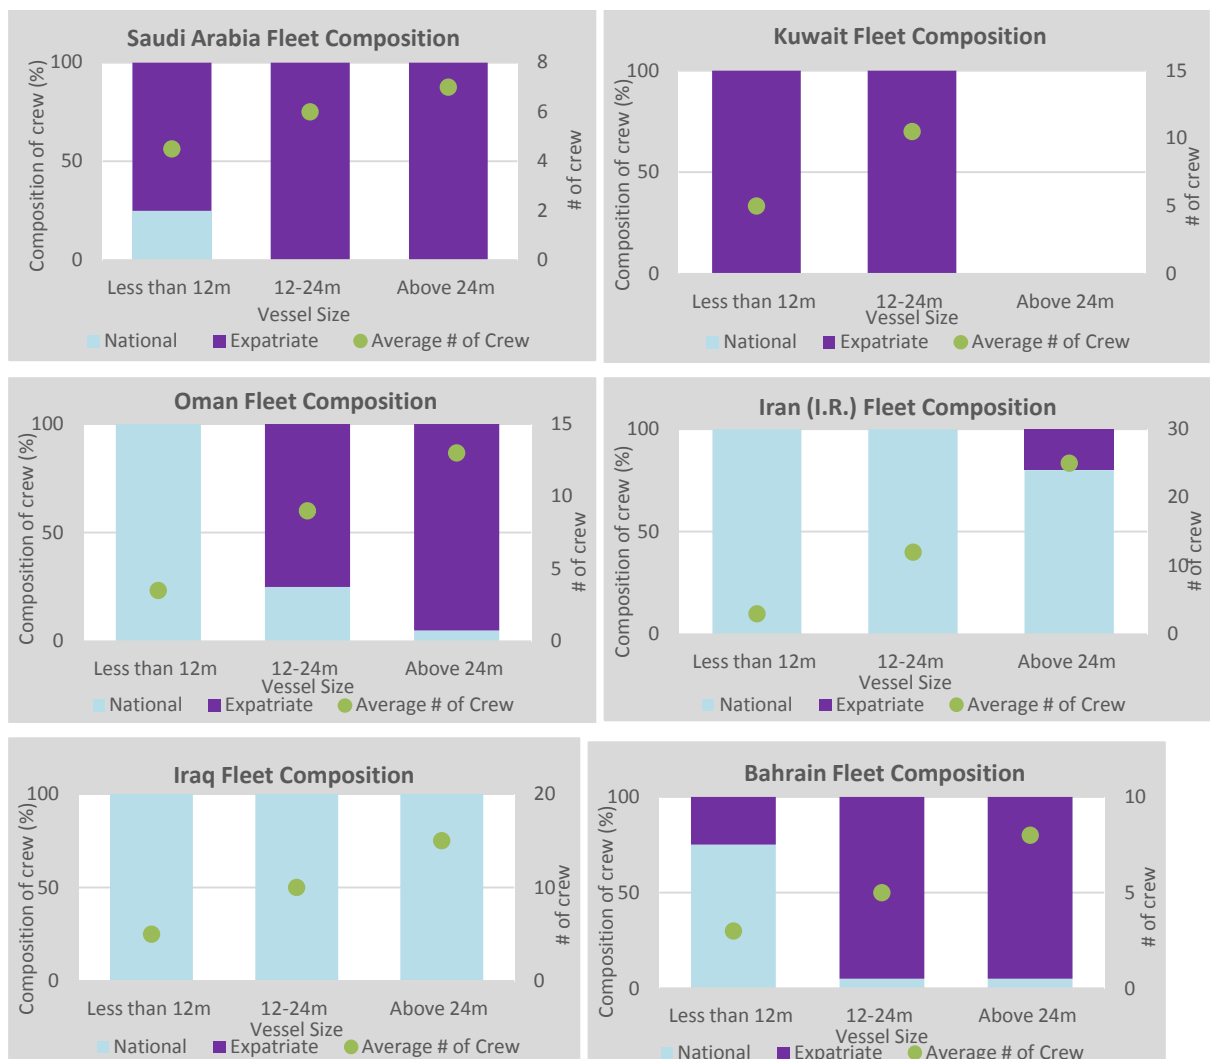 Saudi Arabia Fleet Composition
Composition of crew (%)
100
50
0
8
6
4
2
0
# of crew
Less than 12m 12-24m Above 24m
Vessel Size
National Expatriate Average # of Crew
Kuwait Fleet Composition
Composition of crew (%)
100
50
0
15
10
5
0
# of crew
Less than 12m 12-24m Above 24m
Vessel Size
National Expatriate Average # of Crew
Oman Fleet Composition
Composition of crew (%)
100
50
0
15
10
5
0
# of crew
Less than 12m 12-24m Above 24m
Vessel Size
National Expatriate Average # of Crew
Iran (I.R.) Fleet Composition
Composition of crew (%)
100
50
0
30
20
10
0
# of crew
Less than 12m 12-24m Above 24m
Vessel Size
National Expatriate Average # of Crew
Iraq Fleet Composition
Composition of crew (%)
100
50
0
20
10
0
# of crew
Less than 12m 12-24m Above 24m
Vessel Size
National Expatriate Average # of Crew
Bahrain Fleet Composition
Composition of crew (%)
100
50
0
10
5
0
# of crew
Less than 12m 12-24m Above 24m
Vessel Size
National Expatriate Average # of Crew